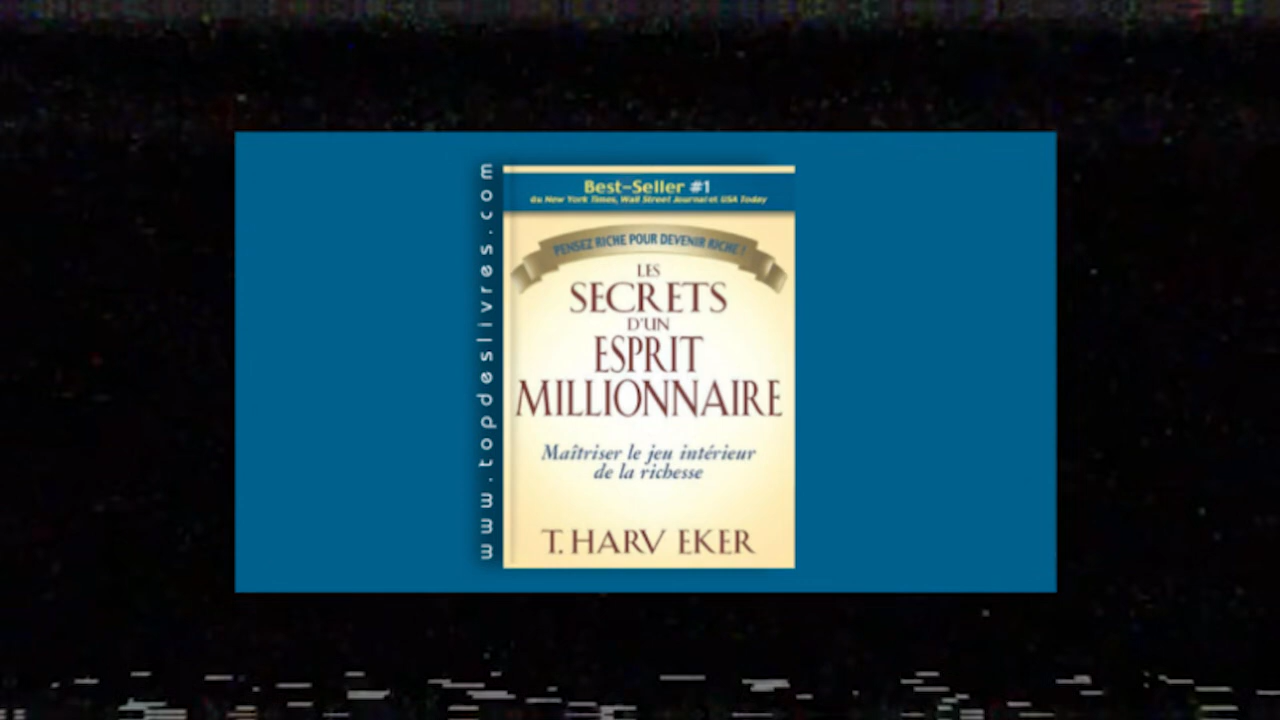 www.topdeslivres.com
Best-Seller #1
du New York Times, Wall Street Journal et USA Today
PENSEZ RICHE POUR DEVENIR RICHE !
LES
SECRETS
D'UN
ESPRIT
MILLIONNAIRE
Maîtriser le jeu intérieur
de la richesse
T. HARV EKER